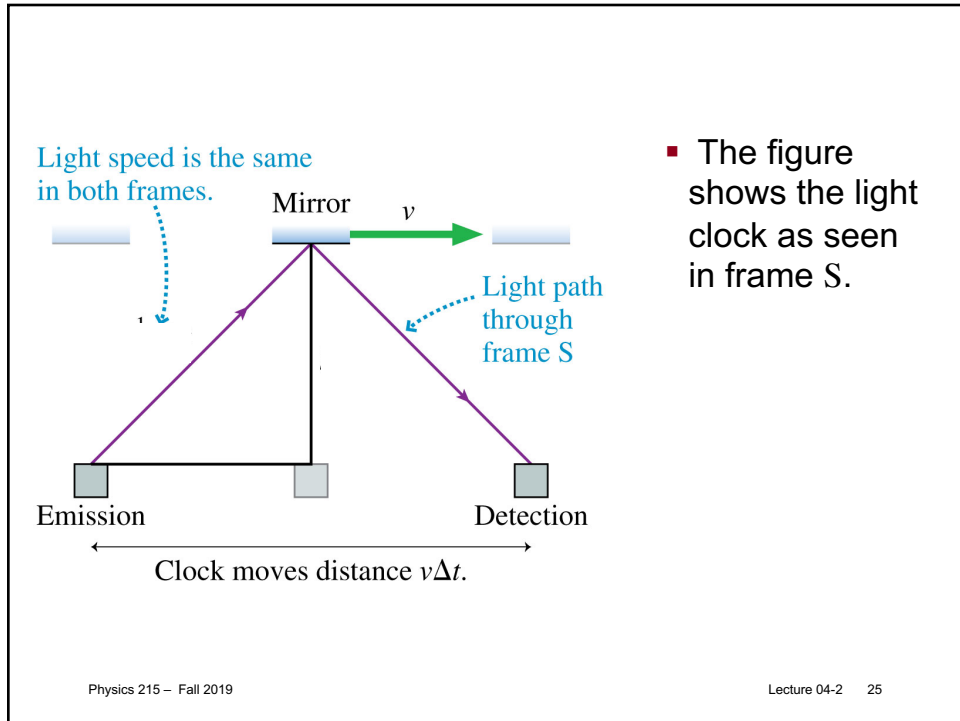 Light speed is the same
in both frames.
Mirror
v
Light path
through
frame S
Emission
Detection
Clock moves distance vΔt.
▪ The figure
shows the light
clock as seen
in frame S.
Physics 215 – Fall 2019
Lecture 04-2 25